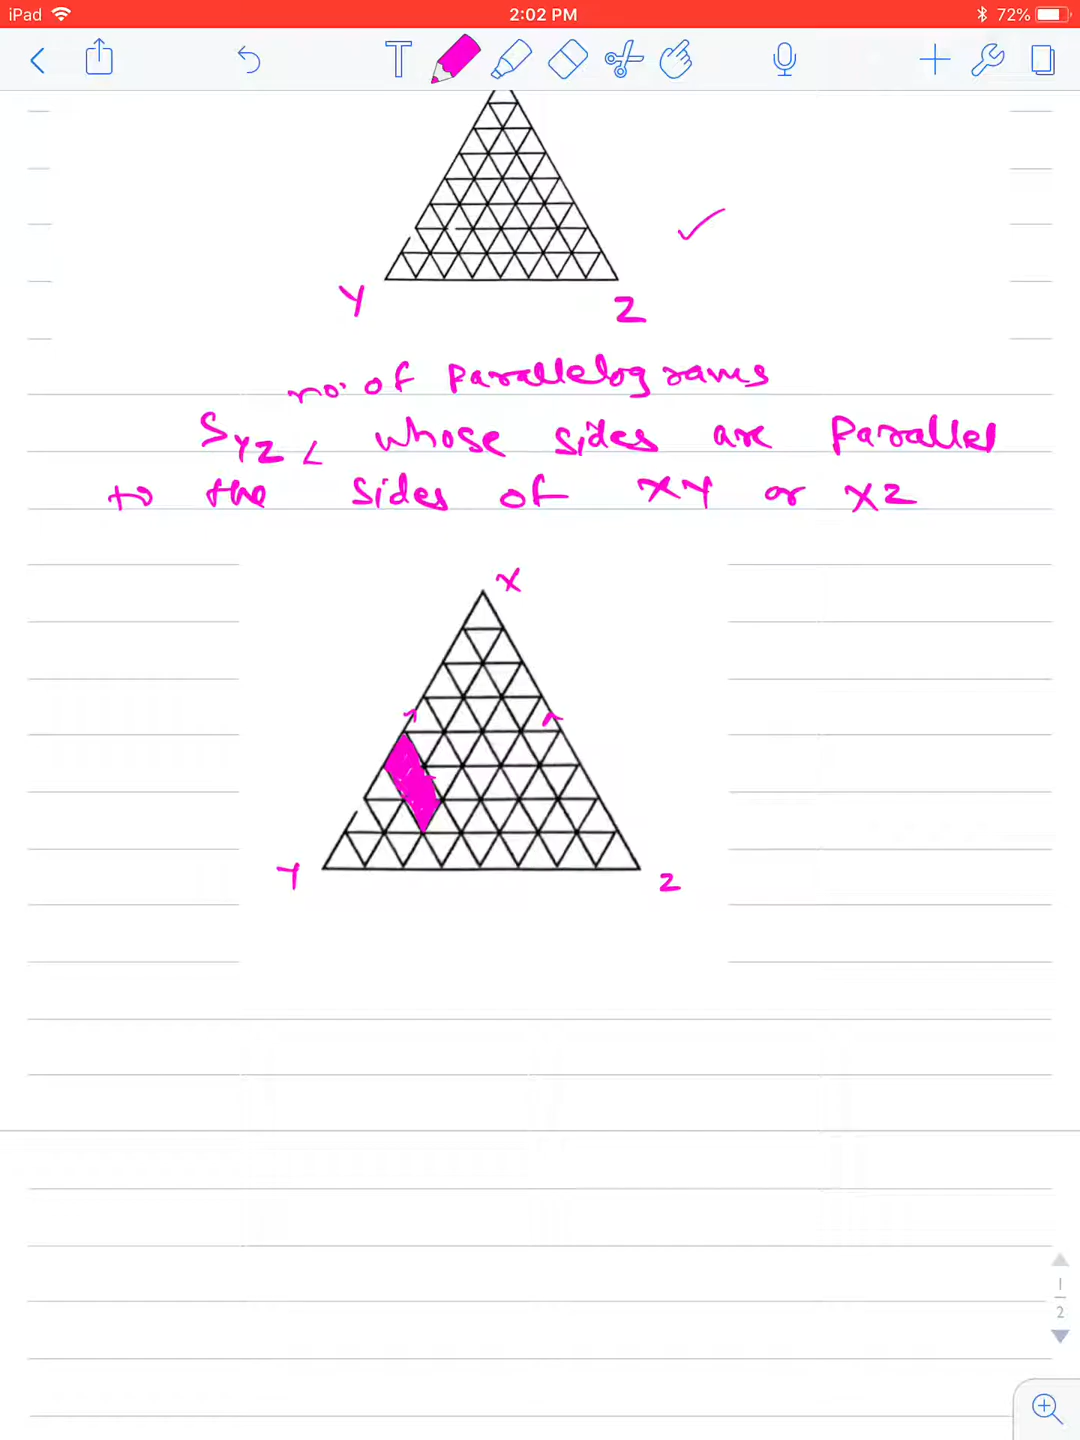 iPad 2:02 PM 72%
T
Y Z
no. of parallelograms
SYZ < whose sides are parallel
to the sides of XY or XZ
X
Y Z
1
2